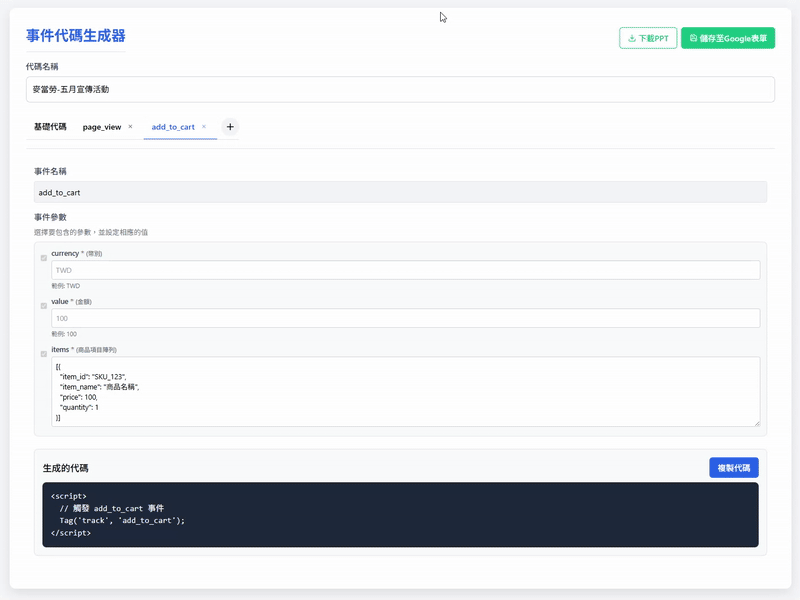 事件代碼生成器
下載PPT
儲存至Google表單
代碼名稱
麥當勞-五月宣傳活動
基礎代碼 page_view × add_to_cart × +
事件名稱
add_to_cart
事件參數
選擇要包含的參數，並設定相應的值
currency * (幣別)
TWD
範例: TWD
value * (金額)
100
範例: 100
items * (商品項目陣列)
[{
"item_id": "SKU_123",
"item_name": "商品名稱",
"price": 100,
"quantity": 1
}]
生成的代碼
複製代碼
<script>
// 觸發 add_to_cart 事件
Tag('track', 'add_to_cart');
</script>